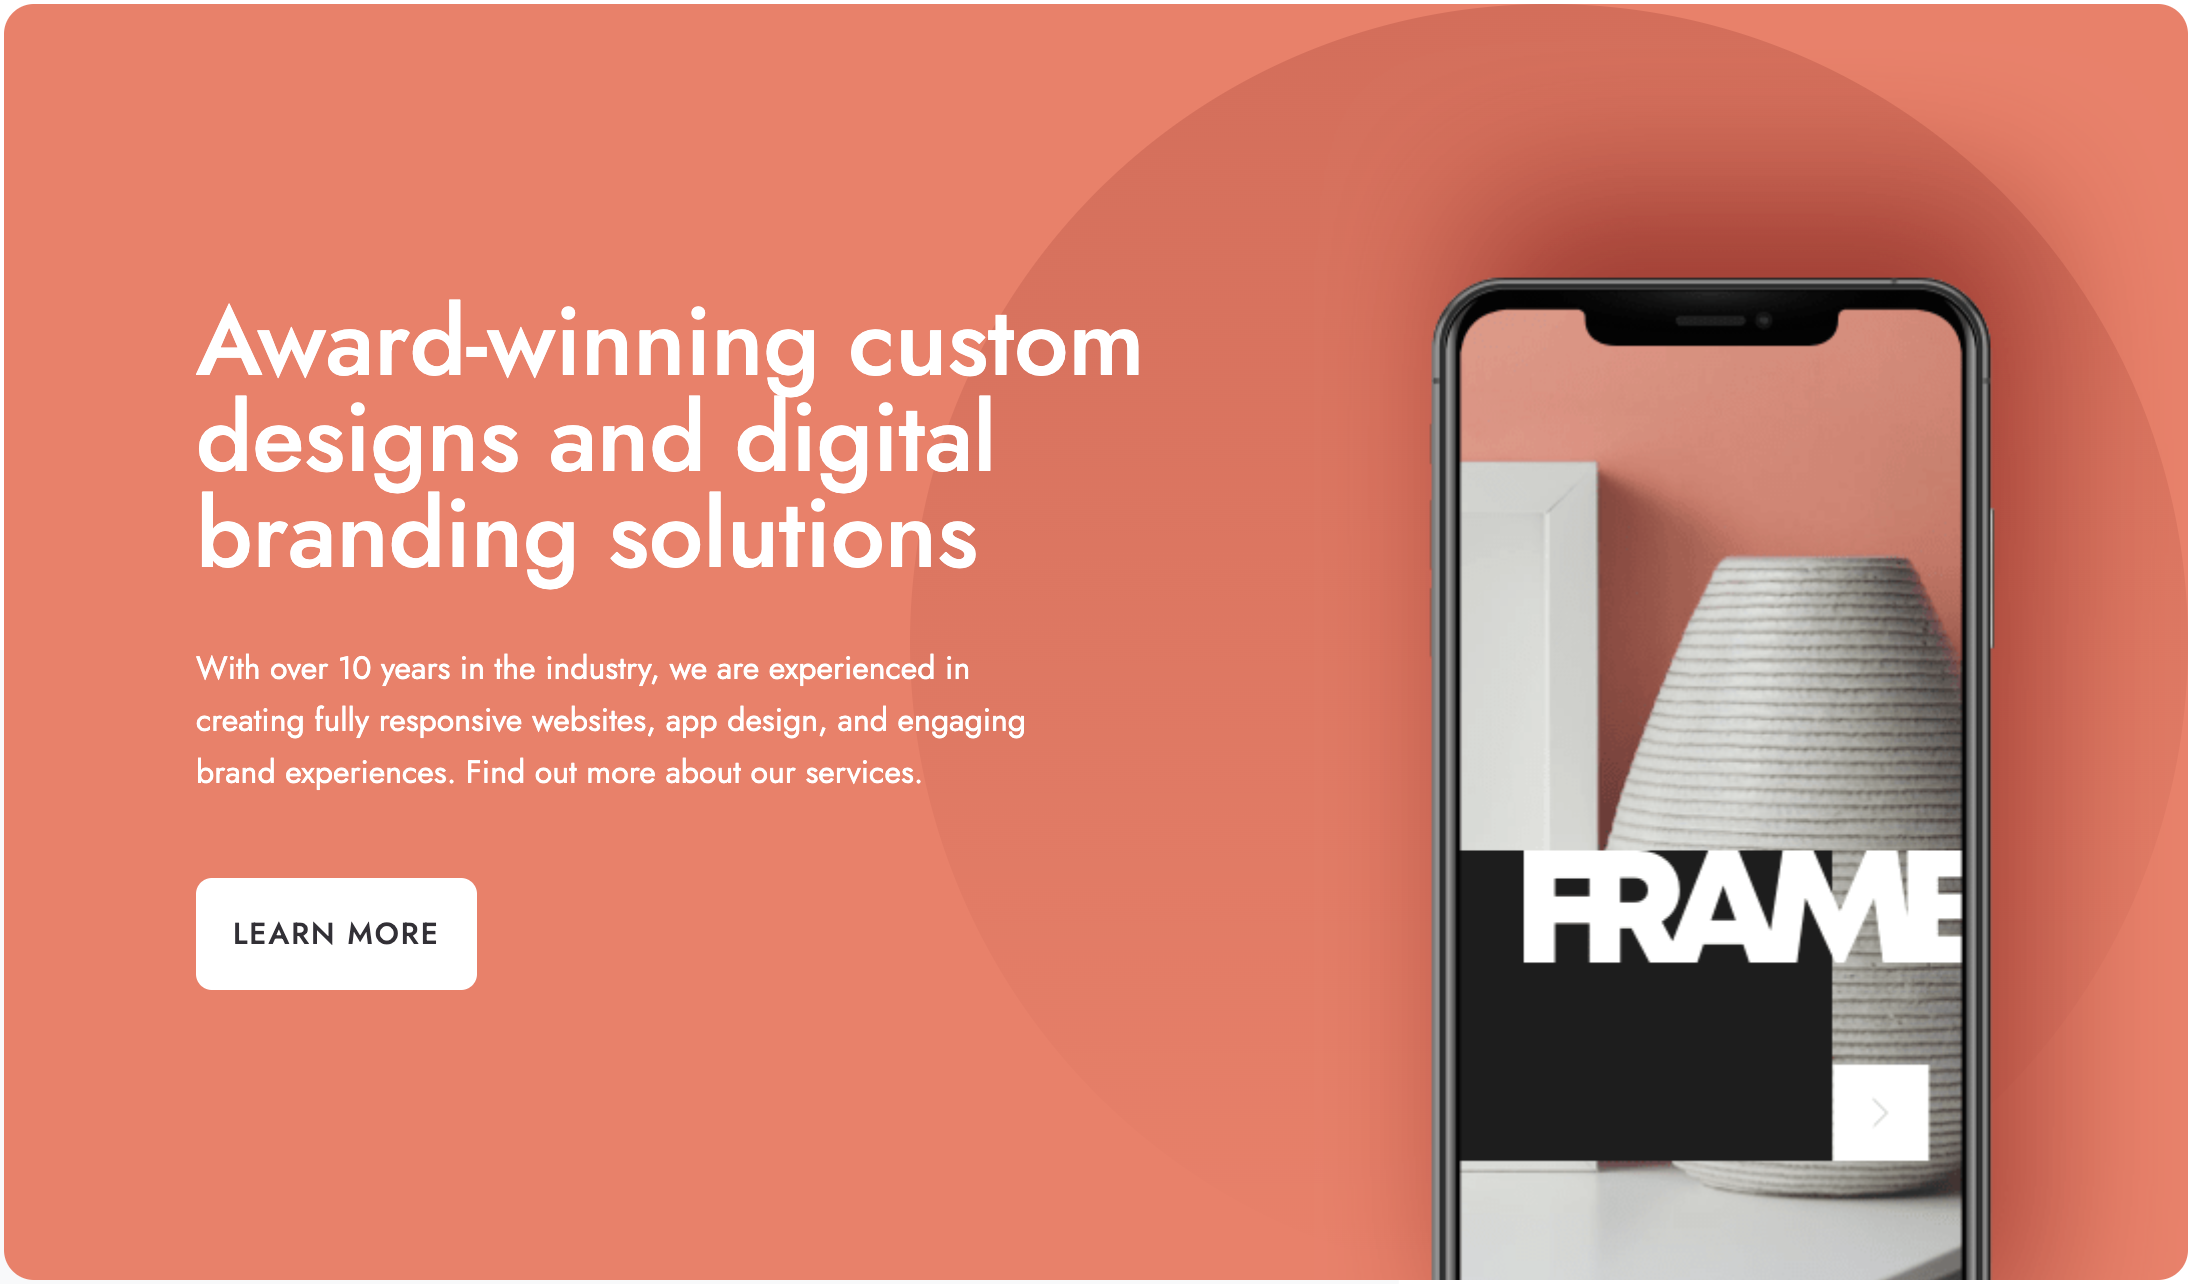 Award-winning custom
designs and digital
branding solutions
With over 10 years in the industry, we are experienced in
creating fully responsive websites, app design, and engaging
brand experiences. Find out more about our services.
LEARN MORE
FRAME